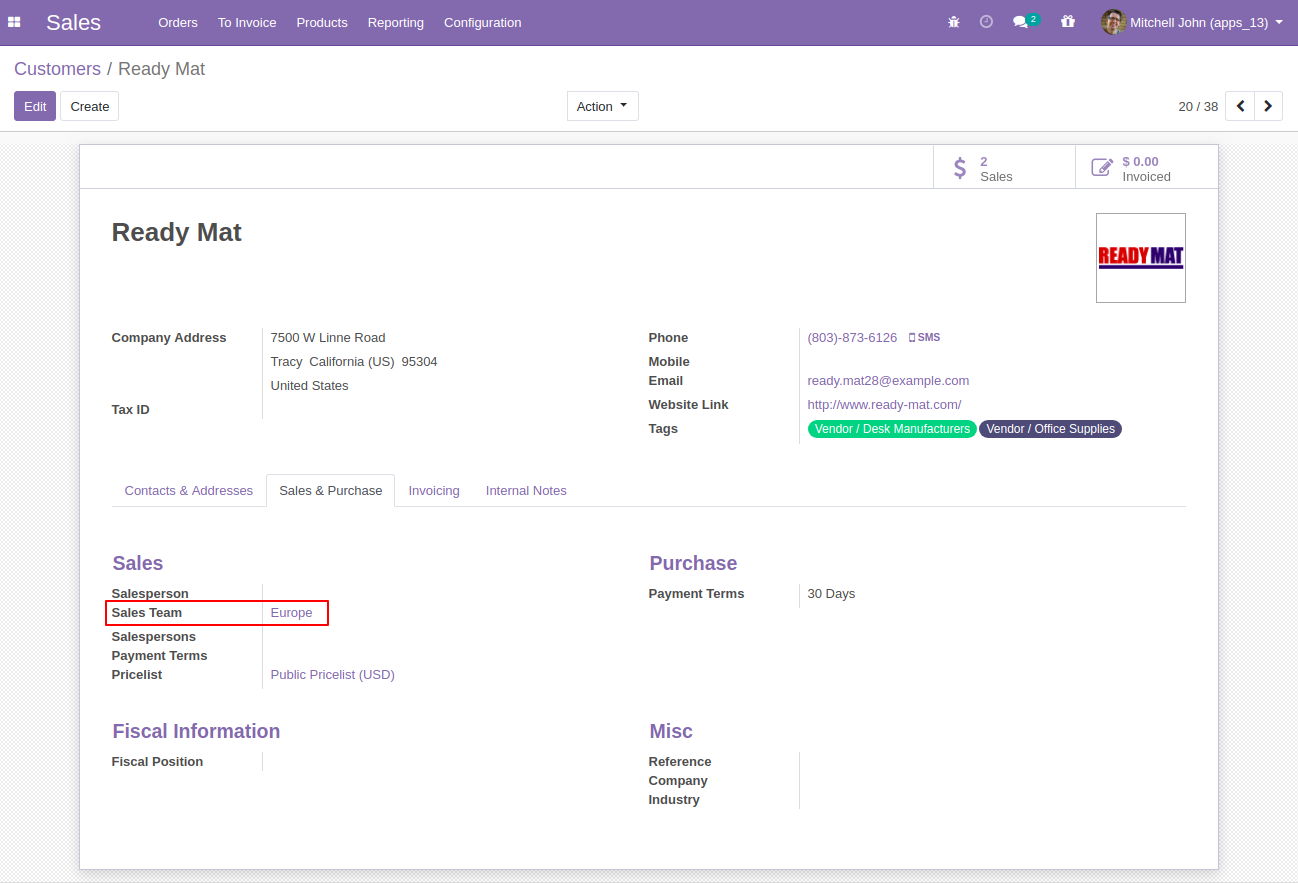 Sales Orders To Invoice Products Reporting Configuration 2 Mitchell John (apps_13)
Customers / Ready Mat
Edit Create Action 20 / 38
2
Sales
$ 0.00
Invoiced
Ready Mat
READY MAT
Company Address 7500 W Linne Road
Tracy California (US) 95304
United States
Tax ID
Phone (803)-873-6126 SMS
Mobile
Email ready.mat28@example.com
Website Link http://www.ready-mat.com/
Tags Vendor / Desk Manufacturers Vendor / Office Supplies
Contacts & Addresses Sales & Purchase Invoicing Internal Notes
Sales
Salesperson
Sales Team Europe
Salespersons
Payment Terms
Pricelist Public Pricelist (USD)
Purchase
Payment Terms 30 Days
Fiscal Information
Fiscal Position
Misc
Reference
Company
Industry